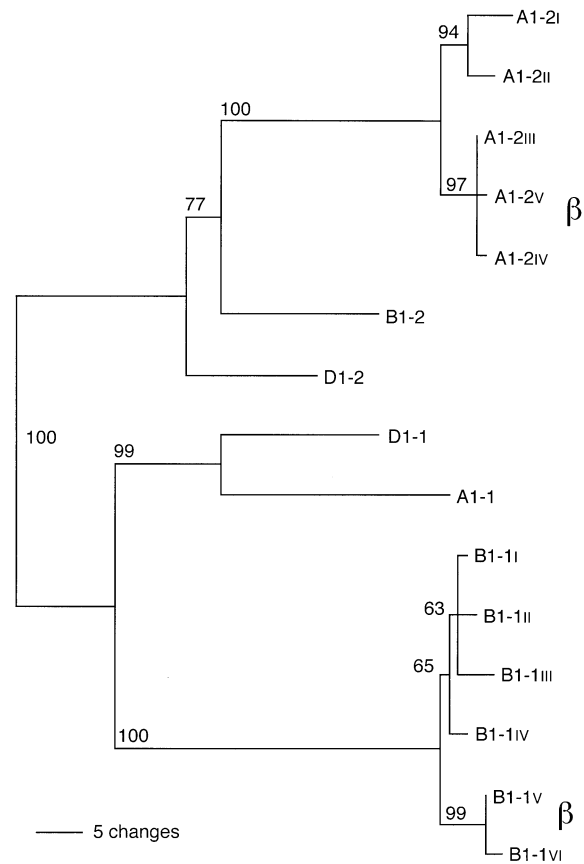 94
A1-2I
A1-2II
100
A1-2III
97
A1-2V
β
77
A1-2IV
B1-2
D1-2
100
99
D1-1
A1-1
B1-1I
63
B1-1II
65
B1-1III
100
B1-1IV
99
B1-1V
β
5 changes
B1-1VI